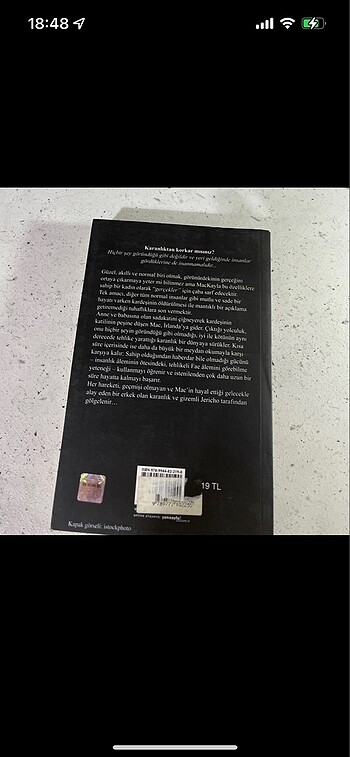 18:48
Karanlıktan korkar mısınız?
Hiçbir şey göründüğü gibi değildir ve yeri geldiğinde insanlar
gördüklerine de inanmamalıdır...
Güzel, akıllı ve normal biri olmak, görünündekinin gerçeğini
ortaya çıkarmaya yeter mi bilinmez ama MacKayla bu özelliklere
sahip bir kadın olarak "gerçekler" için çaba sarf edecektir.
Tek amacı, diğer tüm normal insanlar gibi mutlu ve sade bir
hayatı varken kardeşinin öldürülmesi ile mantıklı bir açıklama
getiremediği tuhaflıklara son vermektir.
Anne ve babasına olan sadakatini çiğneyerek kardeşinin
katilinin peşine düşen Mac, İrlanda'ya gider. Çıktığı yolculuk,
onu hiçbir şeyin göründüğü gibi olmadığı, iyi ile kötünün aynı
derecede tehlike yarattığı karanlık bir dünyaya sürükler. Kısa
süre içerisinde ise daha da büyük bir meydan okumayla karşı
karşıya kalır: Sahip olduğundan haberdar bile olmadığı gücünü
– insanlık âleminin ötesindeki, tehlikeli Fae âlemini görebilme
yeteneği – kullanmayı öğrenir ve istenilenden çok daha uzun bir
süre hayatta kalmayı başarır.
Her hareketi, geçmişi olmayan ve Mac'in hayal ettiği gelecekle
alay eden bir erkek olan karanlık ve gizemli Jericho tarafından
gölgelenir…
19 TL
Kapak görseli: istockphoto